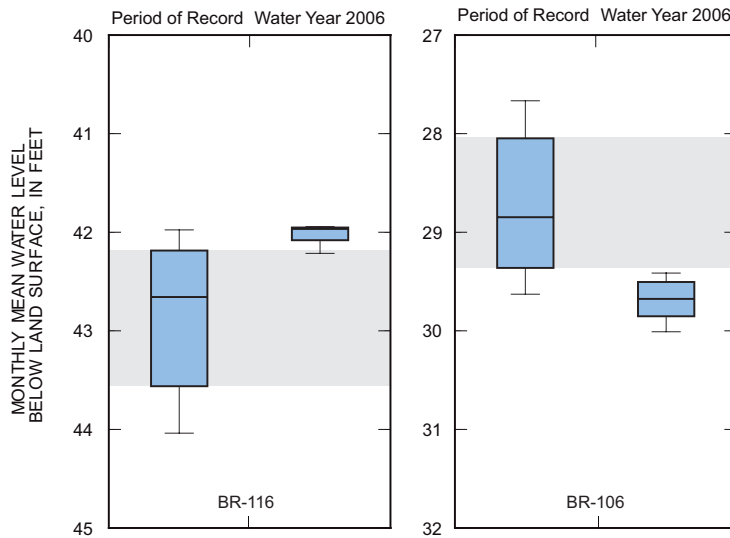 Period of Record Water Year 2006
Period of Record Water Year 2006
MONTHLY MEAN WATER LEVEL
BELOW LAND SURFACE, IN FEET
40
41
42
43
44
45
BR-116
27
28
29
30
31
32
BR-106